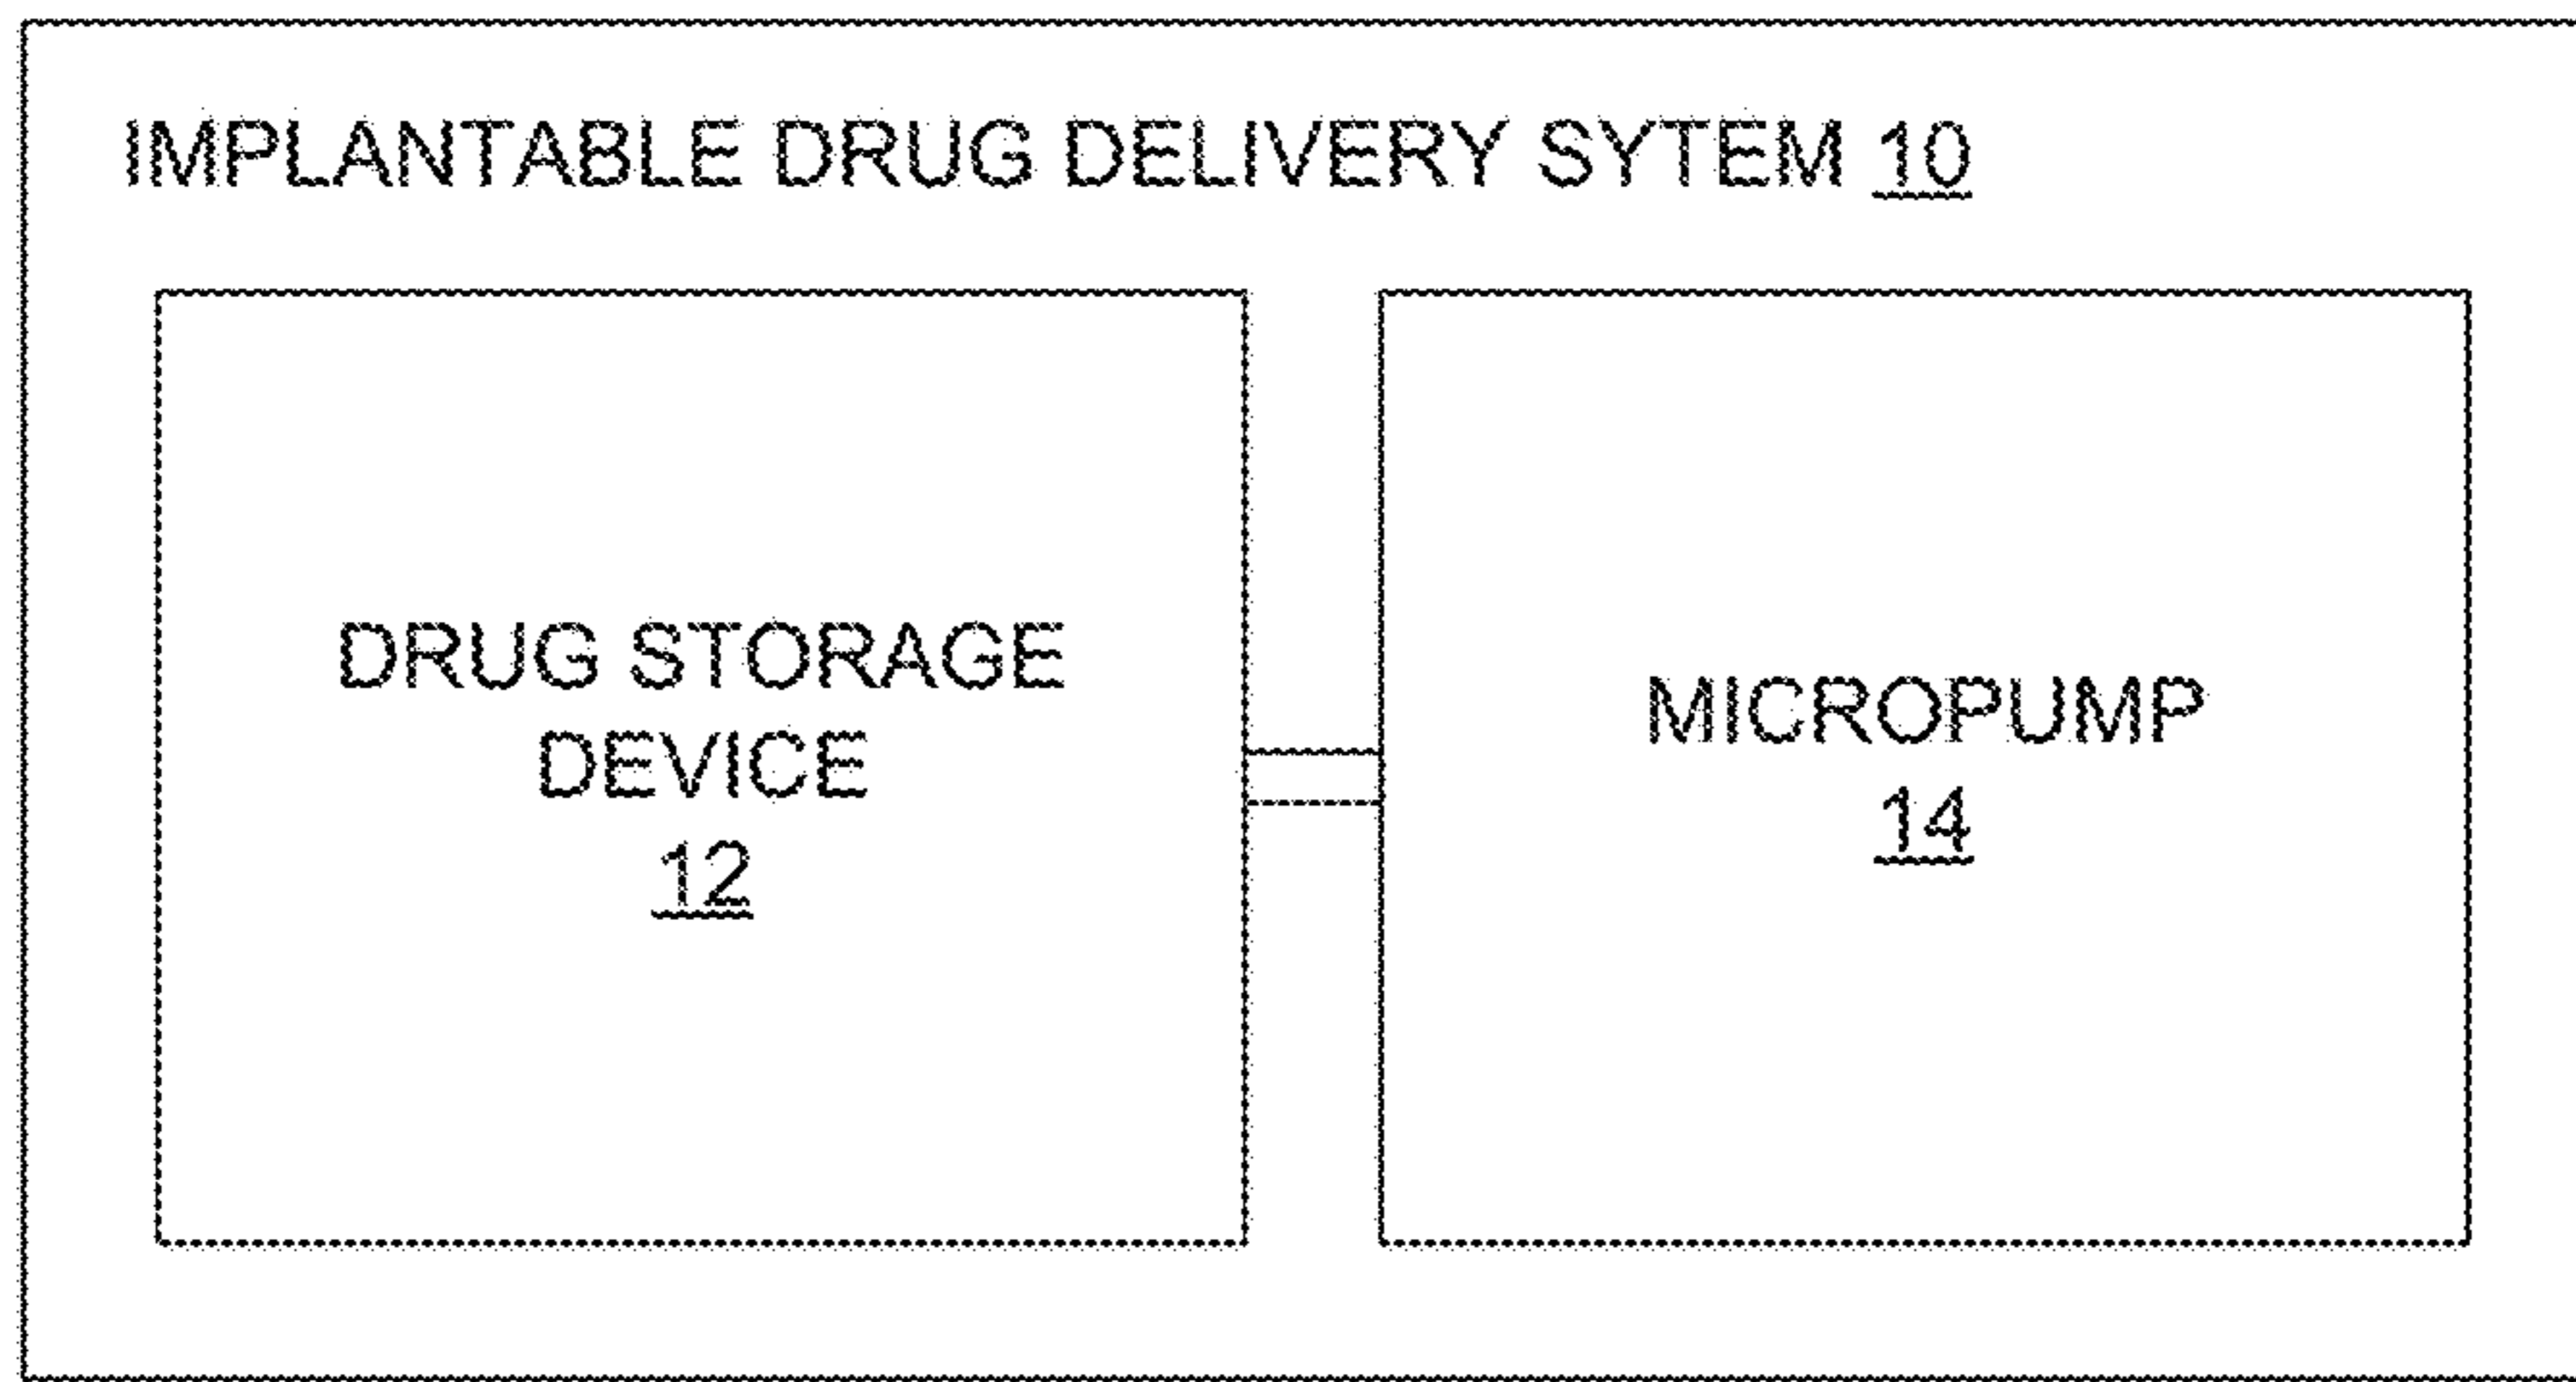 IMPLANTABLE DRUG DELIVERY SYTEM 10
DRUG STORAGE
DEVICE
12
MICROPUMP
14